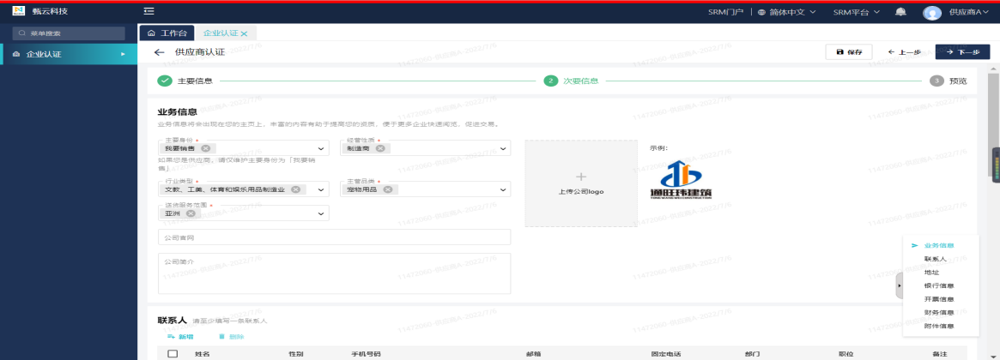 甄云科技
SRM门户 简体中文 SRM平台 供应商A
菜单搜索
工作台 企业认证
企业认证
供应商认证 保存 上一步 下一步
主要信息 2 次要信息 3 预览
业务信息
业务信息将会出现在您的主页上，丰富的内容有助于提高您的资质，便于更多企业快速阅览，促进交易。
主要身份 * 经营性质 *
我要销售 制造商
如果您是供应商，请仅维护主要身份为「我要销售」
行业类型 * 主营品类 *
文教、工美、体育和娱乐用品制造业 宠物用品
送货服务范围 *
亚洲
公司官网
公司简介
上传公司logo
示例：
通旺玮建筑
业务信息
联系人
地址
银行信息
开票信息
财务信息
附件信息
联系人 请至少填写一条联系人
新增 删除
姓名 性别 手机号码 邮箱 固定电话 部门 职位 备注
11472060-供应商A-2022/7/6